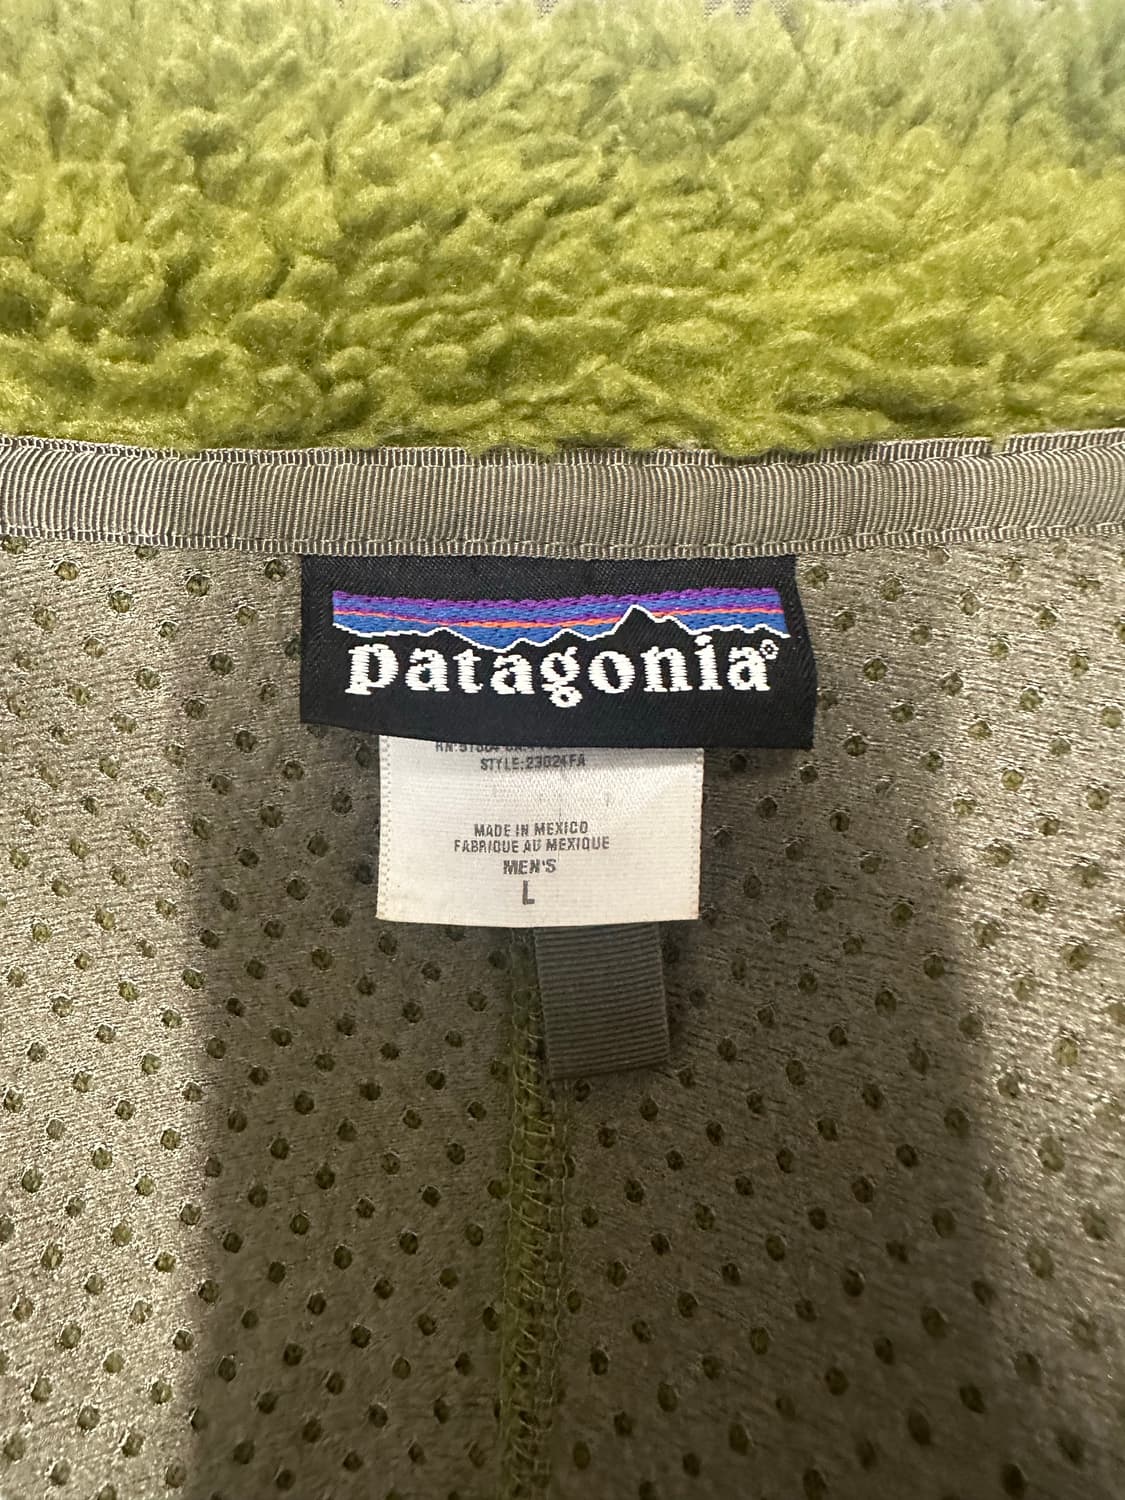 patagonia®
STYLE:23024FA
MADE IN MEXICO
FABRIQUE AU MEXIQUE
MEN'S
L